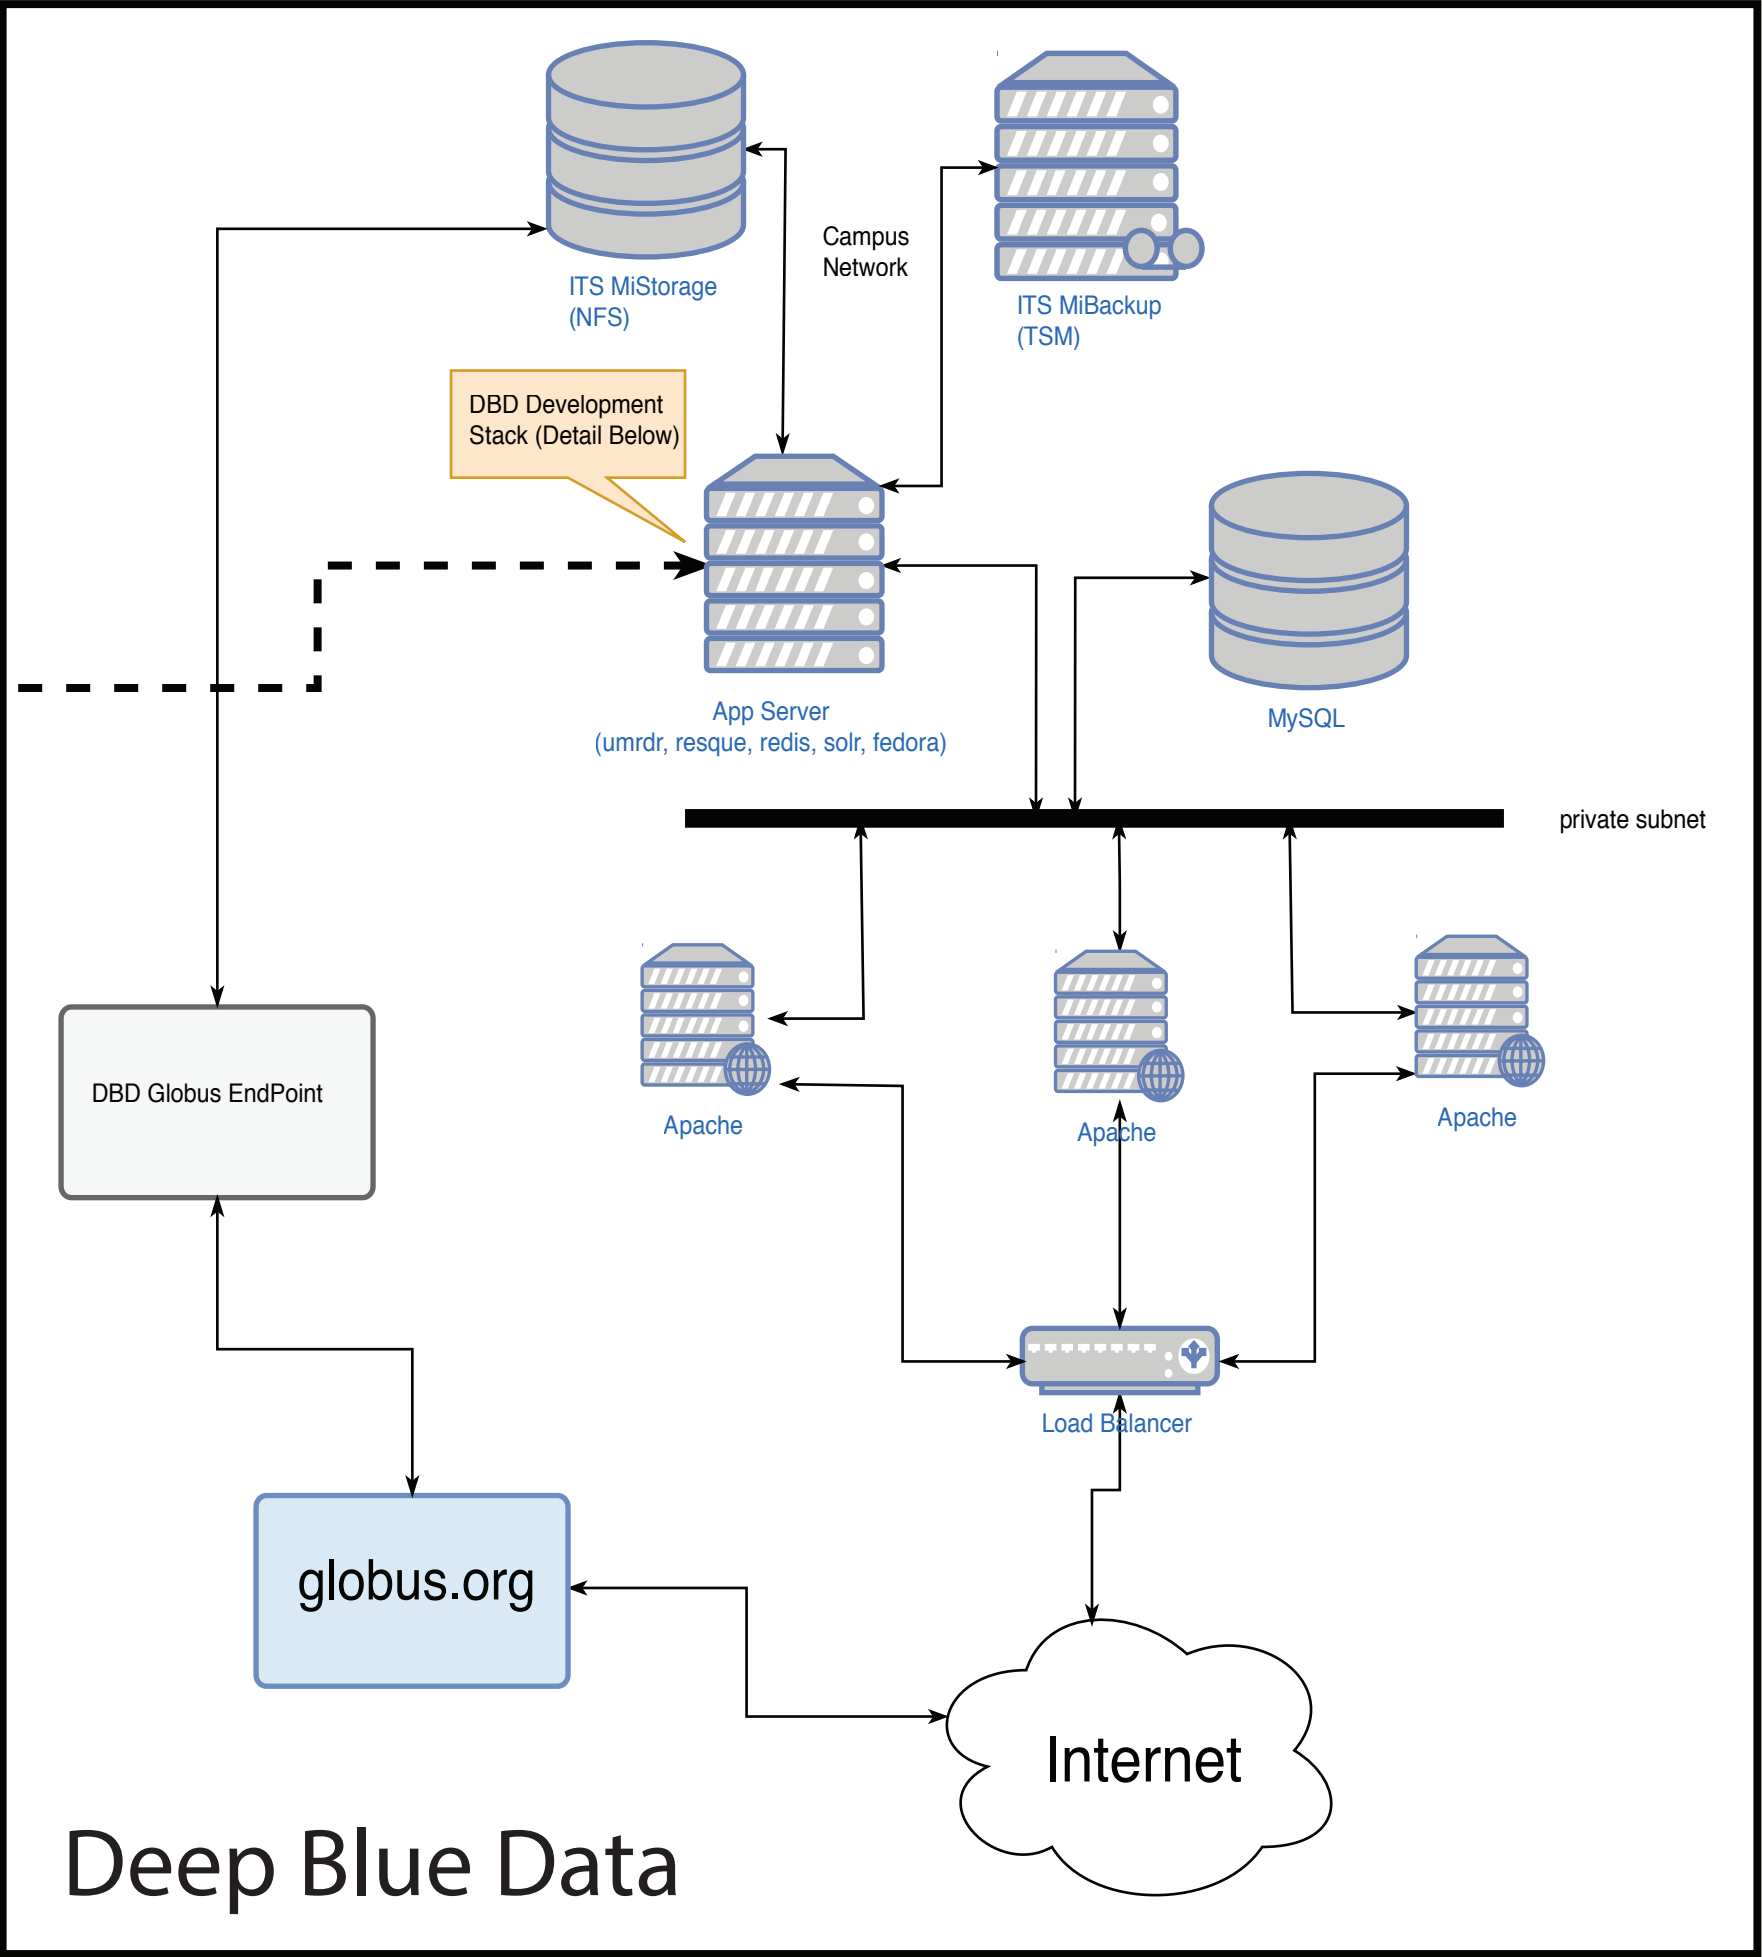 Campus
Network
ITS MiStorage
(NFS)
ITS MiBackup
(TSM)
DBD Development
Stack (Detail Below)
App Server
(umrdr, resque, redis, solr, fedora)
MySQL
private subnet
DBD Globus EndPoint
Apache
Apache
Apache
Load Balancer
globus.org
Internet
Deep Blue Data